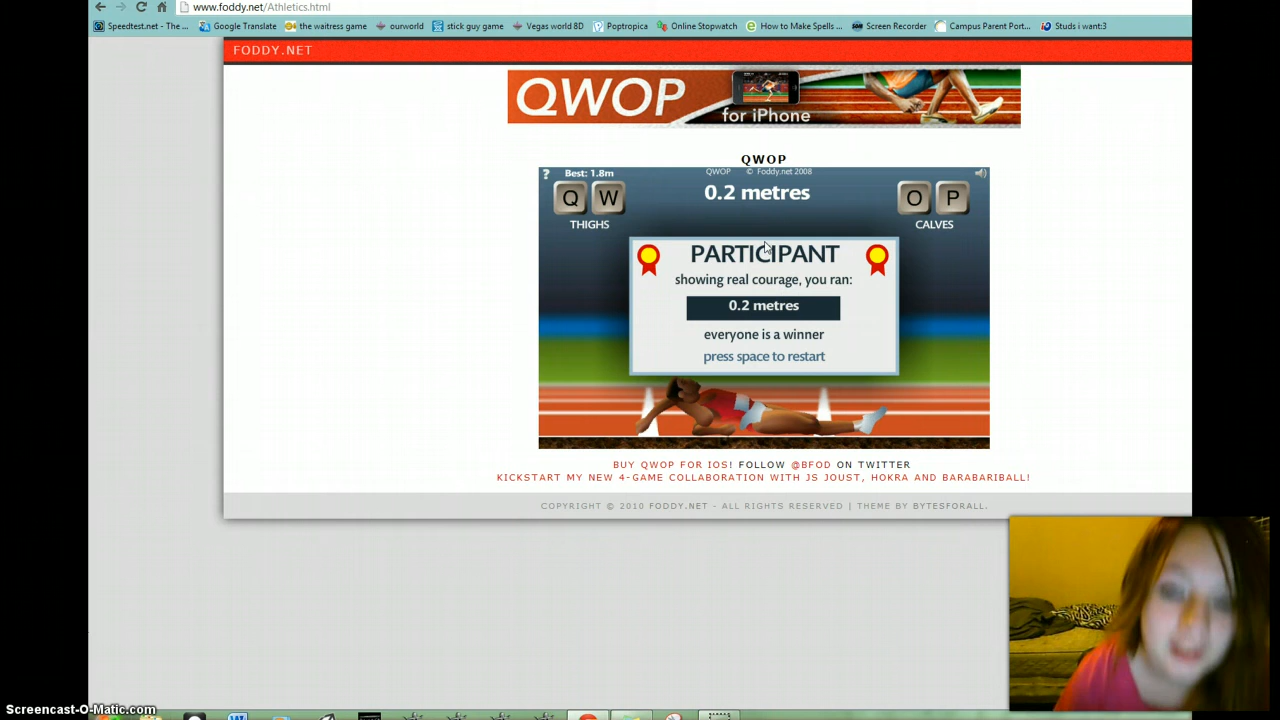 www.foddy.net/Athletics.html
Speedtest.net - The ...
Google Translate
the waitress game
ourworld
stick guy game
Vegas world 8D
Poptropica
Online Stopwatch
How to Make Spells ...
Screen Recorder
Campus Parent Port...
Studs i want:3
FODDY.NET
QWOP
for iPhone
QWOP
? Best: 1.8m
QWOP © Foddy.net 2008
0.2 metres
Q W
THIGHS
O P
CALVES
PARTICIPANT
showing real courage, you ran:
0.2 metres
everyone is a winner
press space to restart
BUY QWOP FOR IOS! FOLLOW @BFOD ON TWITTER
KICKSTART MY NEW 4-GAME COLLABORATION WITH JS JOUST, HOKRA AND BARABARIBALL!
COPYRIGHT © 2010 FODDY.NET - ALL RIGHTS RESERVED | THEME BY BYTESFORALL.
Screencast-O-Matic.com